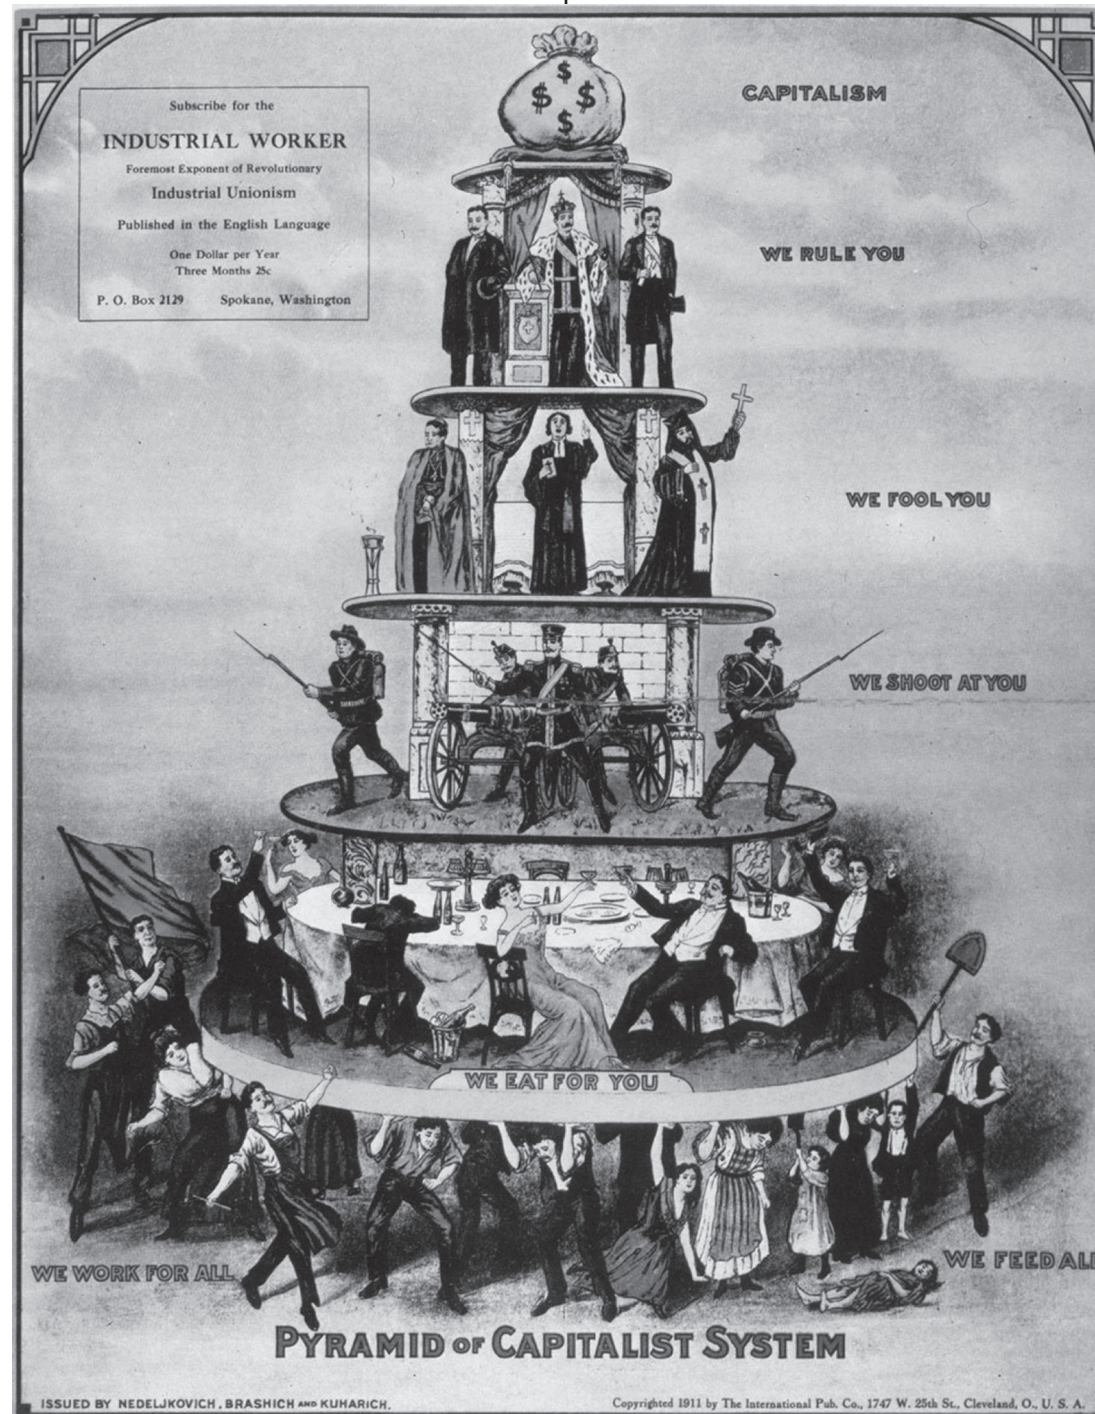 Subscribe for the
INDUSTRIAL WORKER
Foremost Exponent of Revolutionary
Industrial Unionism
Published in the English Language
One Dollar per Year
Three Months 25c
P. O. Box 2129 Spokane, Washington
$
$ $
$
CAPITALISM
WE RULE YOU
WE FOOL YOU
WE SHOOT AT YOU
WE EAT FOR YOU
WE WORK FOR ALL
WE FEED ALL
PYRAMID OF CAPITALIST SYSTEM
ISSUED BY NEDELJKOVICH, BRASHICH AND KUHARICH.
Copyrighted 1911 by The International Pub. Co., 1747 W. 25th St., Cleveland, O., U. S. A.